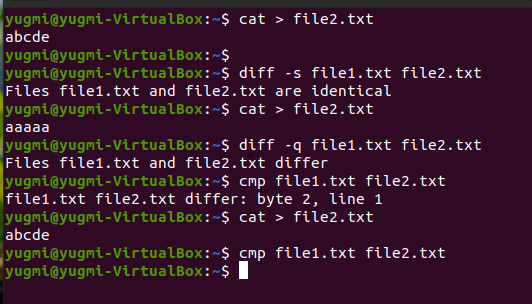 yugmi@yugmi-VirtualBox:~$ cat > file2.txt
abcde
yugmi@yugmi-VirtualBox:~$
yugmi@yugmi-VirtualBox:~$ diff -s file1.txt file2.txt
Files file1.txt and file2.txt are identical
yugmi@yugmi-VirtualBox:~$ cat > file2.txt
aaaaa
yugmi@yugmi-VirtualBox:~$ diff -q file1.txt file2.txt
Files file1.txt and file2.txt differ
yugmi@yugmi-VirtualBox:~$ cmp file1.txt file2.txt
file1.txt file2.txt differ: byte 2, line 1
yugmi@yugmi-VirtualBox:~$ cat > file2.txt
abcde
yugmi@yugmi-VirtualBox:~$ cmp file1.txt file2.txt
yugmi@yugmi-VirtualBox:~$